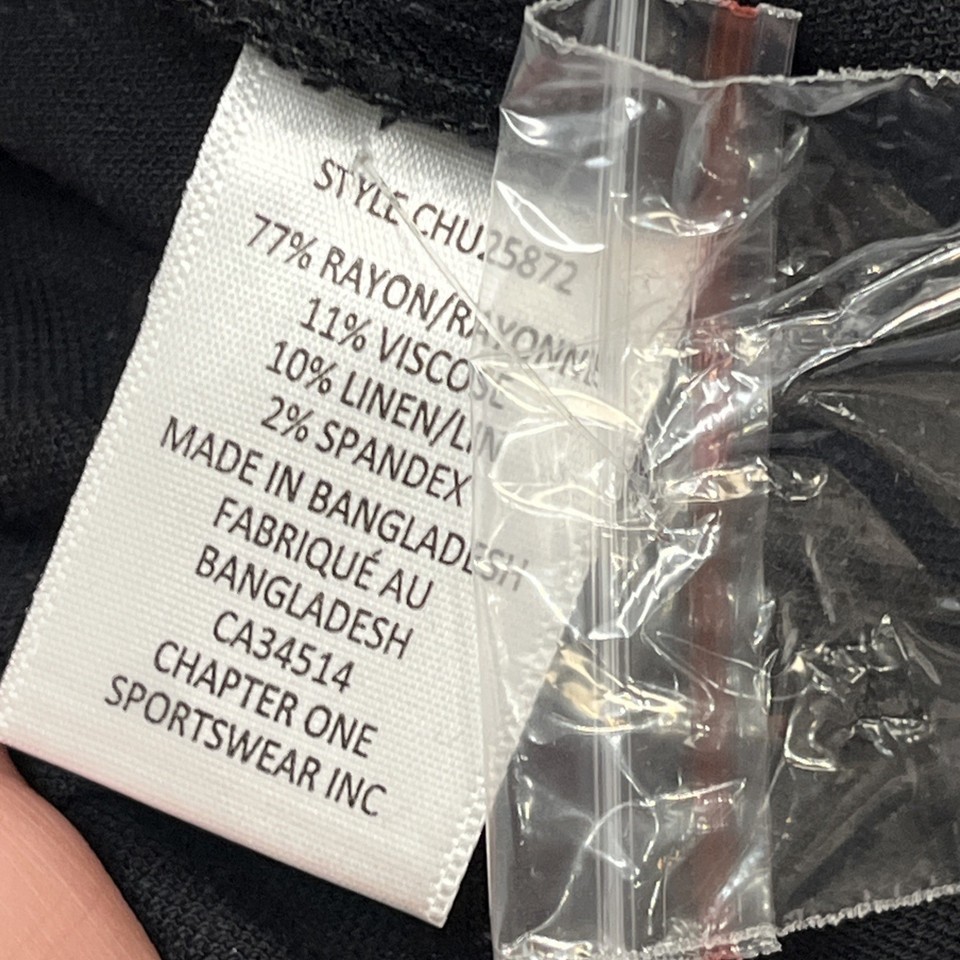 STYLE CHU25872
77% RAYON/RAYONNE
11% VISCOSE
10% LINEN/LIN
2% SPANDEX
MADE IN BANGLADESH
FABRIQUÉ AU
BANGLADESH
CA34514
CHAPTER ONE
SPORTSWEAR INC